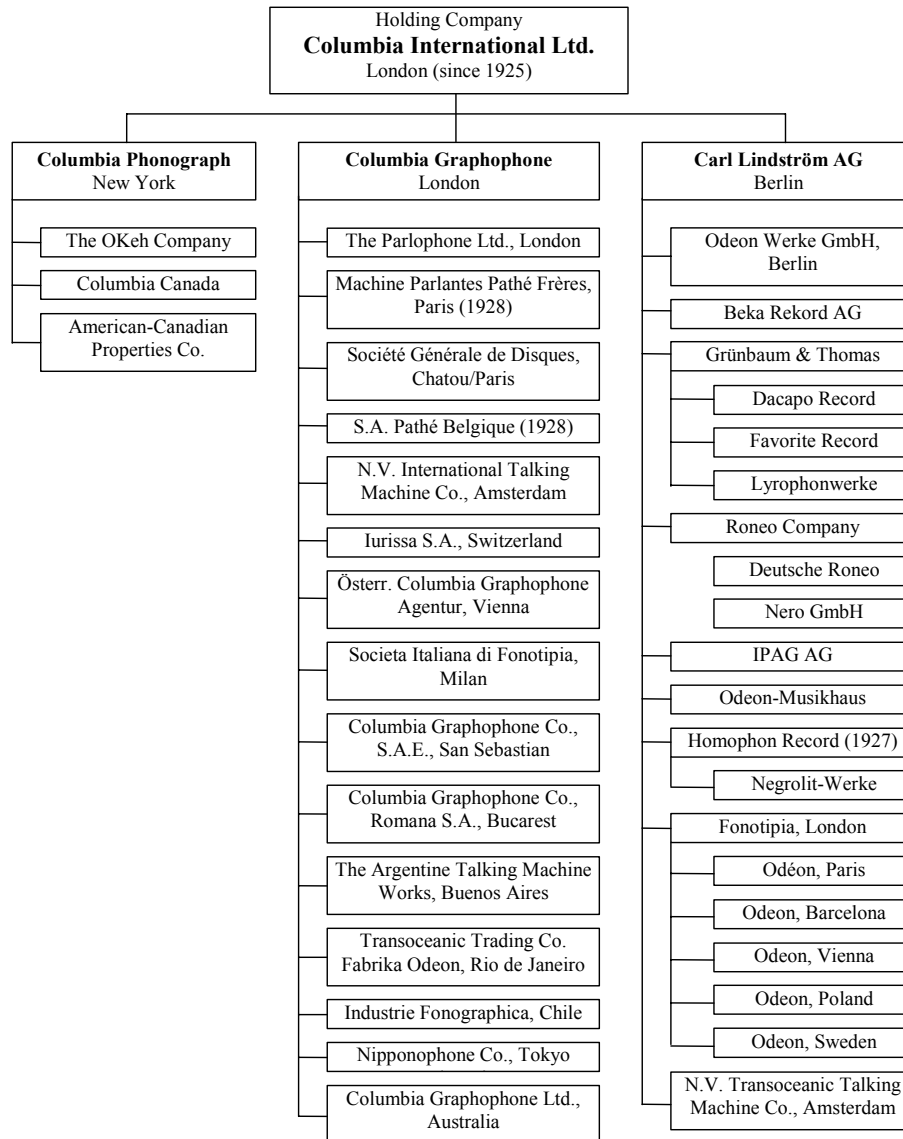 Holding Company
Columbia International Ltd.
London (since 1925)
Columbia Phonograph
New York
The OKeh Company
Columbia Canada
American-Canadian
Properties Co.
Columbia Graphophone
London
The Parlophone Ltd., London
Machine Parlantes Pathé Frères,
Paris (1928)
Société Générale de Disques,
Chatou/Paris
S.A. Pathé Belgique (1928)
N.V. International Talking
Machine Co., Amsterdam
Iurissa S.A., Switzerland
Österr. Columbia Graphophone
Agentur, Vienna
Societa Italiana di Fonotipia,
Milan
Columbia Graphophone Co.,
S.A.E., San Sebastian
Columbia Graphophone Co.,
Romana S.A., Bucarest
The Argentine Talking Machine
Works, Buenos Aires
Transoceanic Trading Co.
Fabrika Odeon, Rio de Janeiro
Industrie Fonographica, Chile
Nipponophone Co., Tokyo
Columbia Graphophone Ltd.,
Australia
Carl Lindström AG
Berlin
Odeon Werke GmbH,
Berlin
Beka Rekord AG
Grünbaum & Thomas
Dacapo Record
Favorite Record
Lyrophonwerke
Roneo Company
Deutsche Roneo
Nero GmbH
IPAG AG
Odeon-Musikhaus
Homophon Record (1927)
Negrolit-Werke
Fonotipia, London
Odéon, Paris
Odeon, Barcelona
Odeon, Vienna
Odeon, Poland
Odeon, Sweden
N.V. Transoceanic Talking
Machine Co., Amsterdam